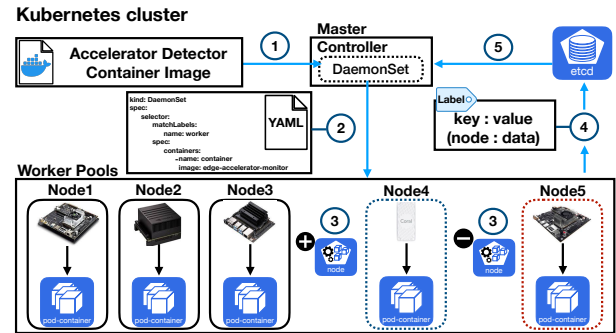 Kubernetes cluster
Master
Controller
DaemonSet
Accelerator Detector
Container Image
1
5
etcd
kind: DaemonSet
spec:
selector:
matchLabels:
name: worker
spec:
containers:
-name: container
image: edge-accelerator-monitor
YAML
2
Label
key : value
(node : data)
4
Worker Pools
Node1
Node2
Node3
Node4
Node5
3
3
node
node
Coral
pod-container
pod-container
pod-container
pod-container
pod-container